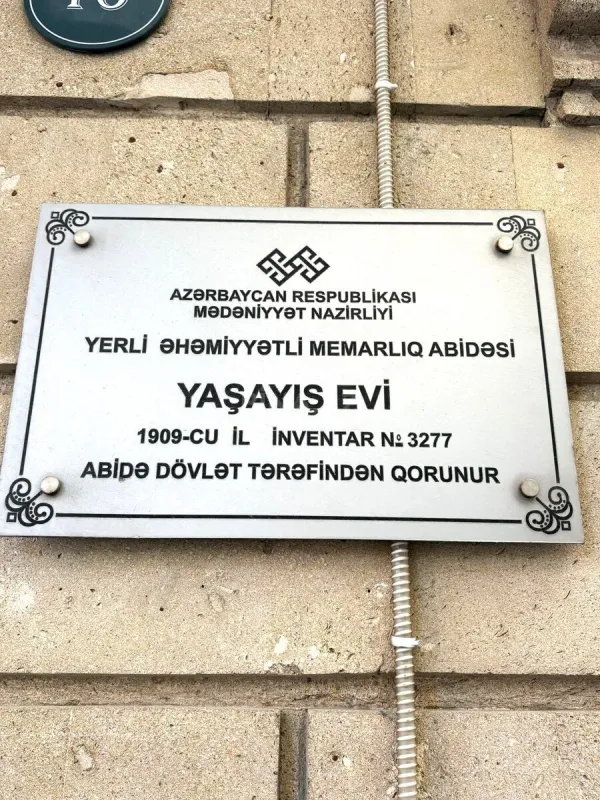 AZƏRBAYCAN RESPUBLİKASI
MƏDƏNİYYƏT NAZİRLİYİ
YERLİ ƏHƏMİYYƏTLİ MEMARLIQ ABİDƏSİ
YAŞAYIŞ EVİ
1909-CU İL İNVENTAR № 3277
ABİDƏ DÖVLƏT TƏRƏFİNDƏN QORUNUR